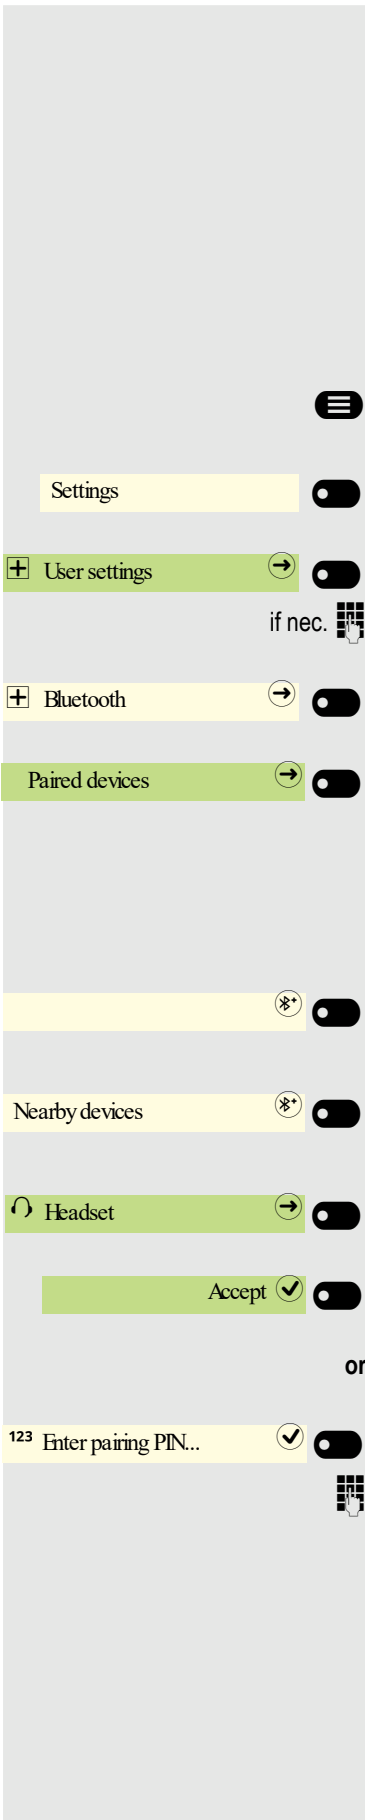 Settings
User settings
if nec.
Bluetooth
Paired devices
Nearby devices
Headset
Accept
or
123 Enter pairing PIN...